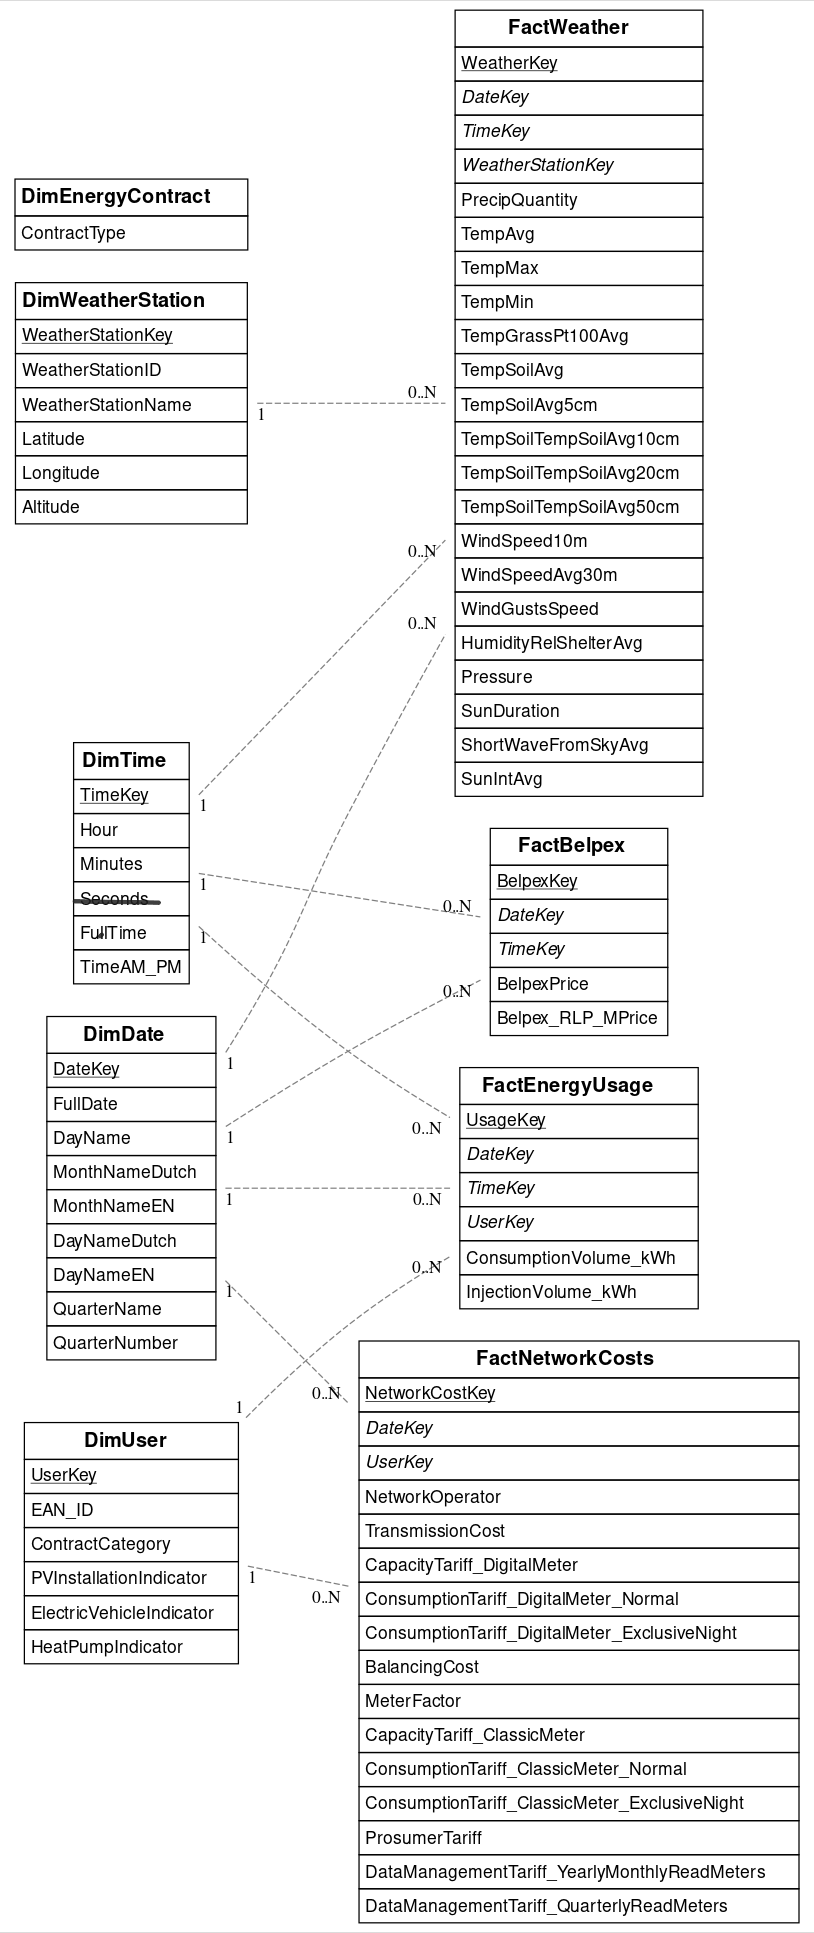 FactWeather
WeatherKey
DateKey
TimeKey
WeatherStationKey
PrecipQuantity
TempAvg
TempMax
TempMin
TempGrassPt100Avg
TempSoilAvg
TempSoilAvg5cm
TempSoilTempSoilAvg10cm
TempSoilTempSoilAvg20cm
TempSoilTempSoilAvg50cm
WindSpeed10m
WindSpeedAvg30m
WindGustsSpeed
HumidityRelShelterAvg
Pressure
SunDuration
ShortWaveFromSkyAvg
SunIntAvg
DimEnergyContract
ContractType
DimWeatherStation
WeatherStationKey
WeatherStationID
WeatherStationName
Latitude
Longitude
Altitude
1
0..N
DimTime
TimeKey
Hour
Minutes
Seconds
FullTime
TimeAM_PM
1
0..N
1
0..N
1
0..N
FactBelpex
BelpexKey
DateKey
TimeKey
BelpexPrice
Belpex_RLP_MPrice
DimDate
DateKey
FullDate
DayName
MonthNameDutch
MonthNameEN
DayNameDutch
DayNameEN
QuarterName
QuarterNumber
1
0..N
1
0..N
1
0..N
1
0..N
FactEnergyUsage
UsageKey
DateKey
TimeKey
UserKey
ConsumptionVolume_kWh
InjectionVolume_kWh
DimUser
UserKey
EAN_ID
ContractCategory
PVInstallationIndicator
ElectricVehicleIndicator
HeatPumpIndicator
1
0..N
1
0..N
FactNetworkCosts
NetworkCostKey
DateKey
UserKey
NetworkOperator
TransmissionCost
CapacityTariff_DigitalMeter
ConsumptionTariff_DigitalMeter_Normal
ConsumptionTariff_DigitalMeter_ExclusiveNight
BalancingCost
MeterFactor
CapacityTariff_ClassicMeter
ConsumptionTariff_ClassicMeter_Normal
ConsumptionTariff_ClassicMeter_ExclusiveNight
ProsumerTariff
DataManagementTariff_YearlyMonthlyReadMeters
DataManagementTariff_QuarterlyReadMeters